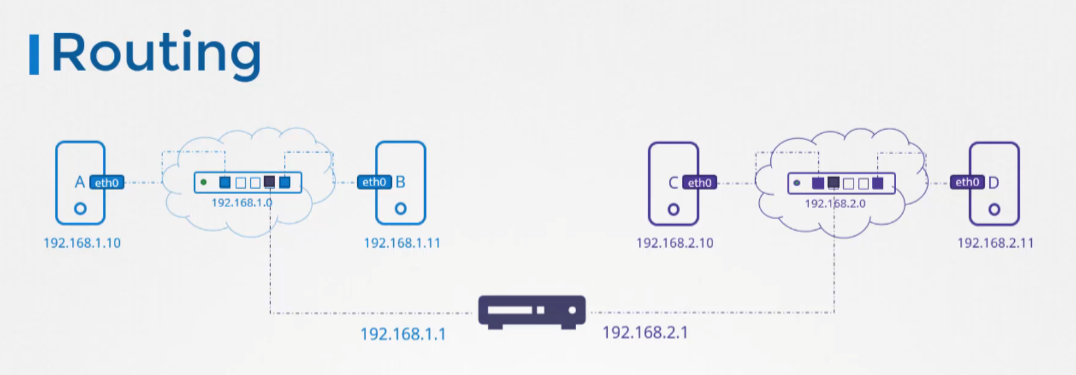 Routing
A eth0
eth0 B
C eth0
eth0 D
192.168.1.0
192.168.2.0
192.168.1.10
192.168.1.11
192.168.2.10
192.168.2.11
192.168.1.1
192.168.2.1